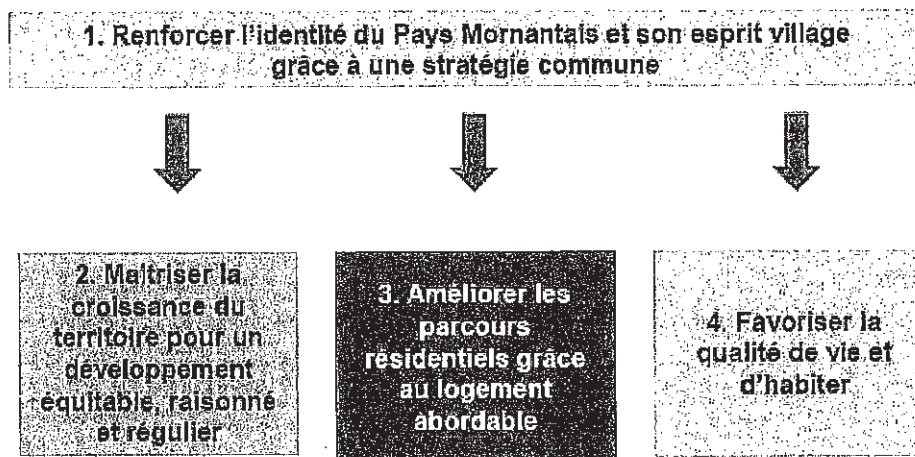 1. Renforcer l'identité du Pays Mornantais et son esprit village
grâce à une stratégie commune
2. Maîtriser la
croissance du
territoire pour un
développement
équitable, raisonné
et régulier
3. Améliorer les
parcours
résidentiels grâce
au logement
abordable
4. Favoriser la
qualité de vie et
d'habiter